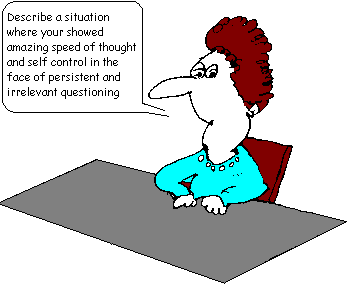 Describe a situation
where your showed
amazing speed of thought
and self control in the
face of persistent and
irrelevant questioning